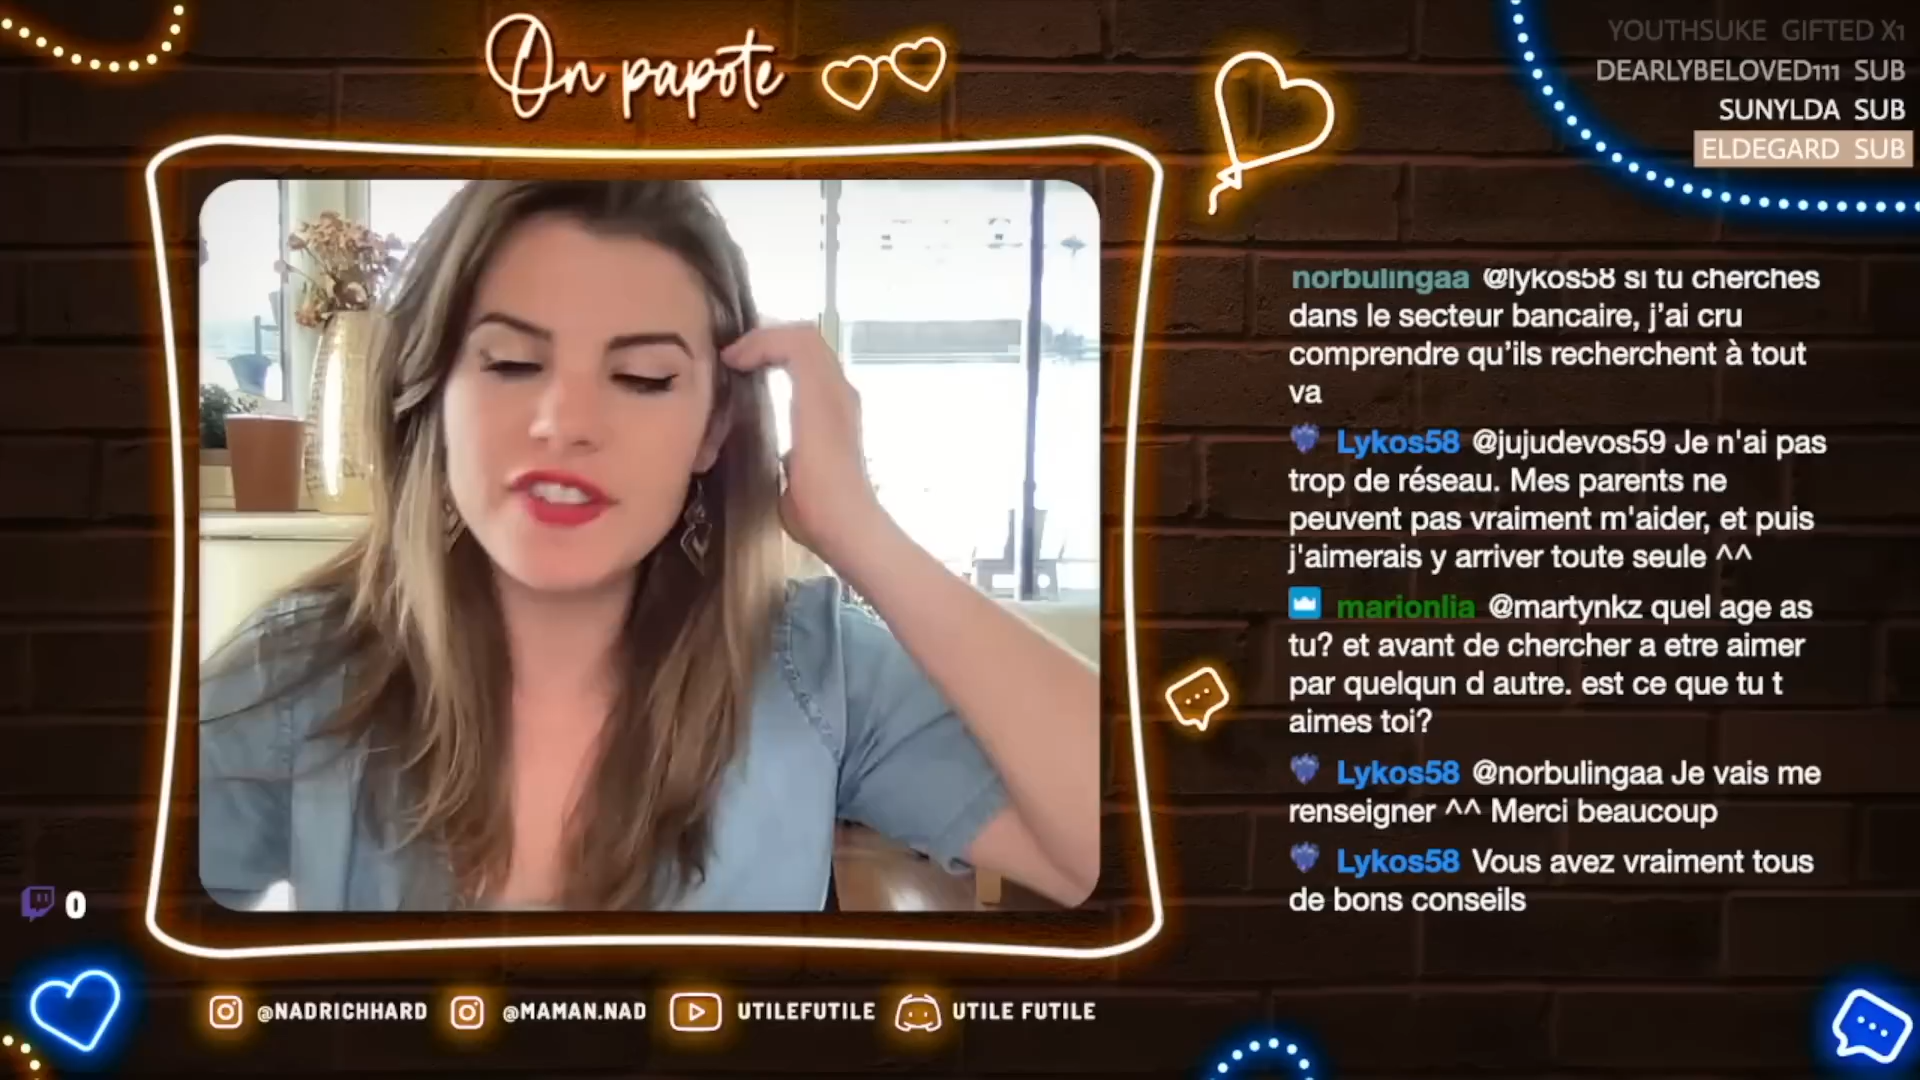 On papote
YOUTHSUKE GIFTED X1
DEARLYBELOVED111 SUB
SUNYLDA SUB
ELDEGARD SUB
norbulingaa @lykos58 si tu cherches
dans le secteur bancaire, j’ai cru
comprendre qu’ils recherchent à tout
va
Lykos58 @jujudevos59 Je n'ai pas
trop de réseau. Mes parents ne
peuvent pas vraiment m'aider, et puis
j'aimerais y arriver toute seule ^^
marionlia @martynkz quel age as
tu? et avant de chercher a etre aimer
par quelqun d autre. est ce que tu t
aimes toi?
Lykos58 @norbulingaa Je vais me
renseigner ^^ Merci beaucoup
Lykos58 Vous avez vraiment tous
de bons conseils
0
@NADRICHHARD @MAMAN.NAD UTILEFUTILE UTILE FUTILE